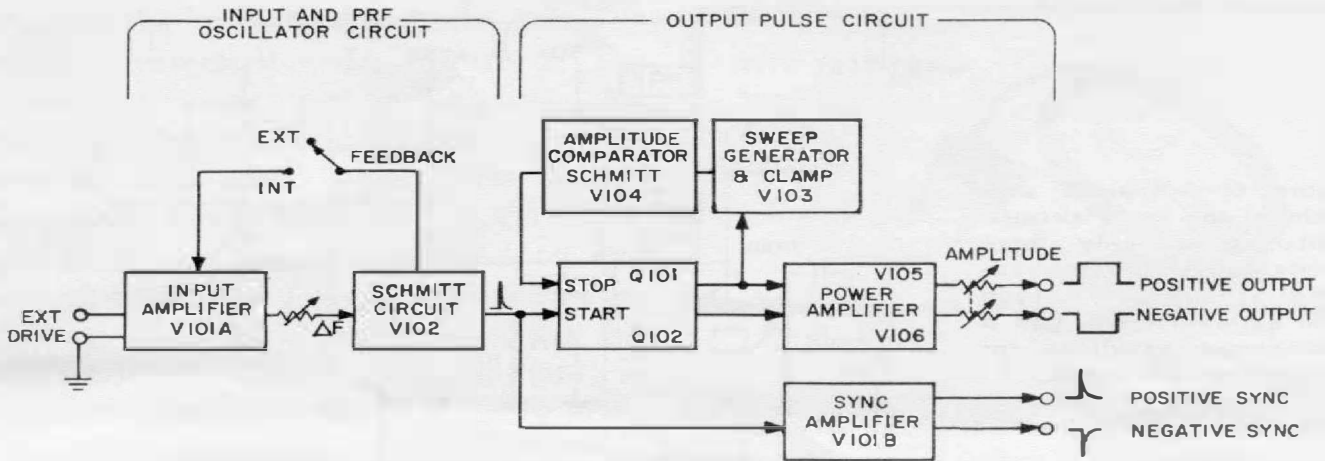 INPUT AND PRF
OSCILLATOR CIRCUIT
OUTPUT PULSE CIRCUIT
EXT
FEEDBACK
INT
AMPLITUDE
COMPARATOR
SCHMITT
V104
SWEEP
GENERATOR
& CLAMP
V103
EXT
DRIVE
INPUT
AMPLIFIER
V101A
ΔF
SCHMITT
CIRCUIT
V102
STOP
START
Q101
Q102
V105
POWER
AMPLIFIER
V106
AMPLITUDE
POSITIVE OUTPUT
NEGATIVE OUTPUT
SYNC
AMPLIFIER
V101B
POSITIVE SYNC
NEGATIVE SYNC